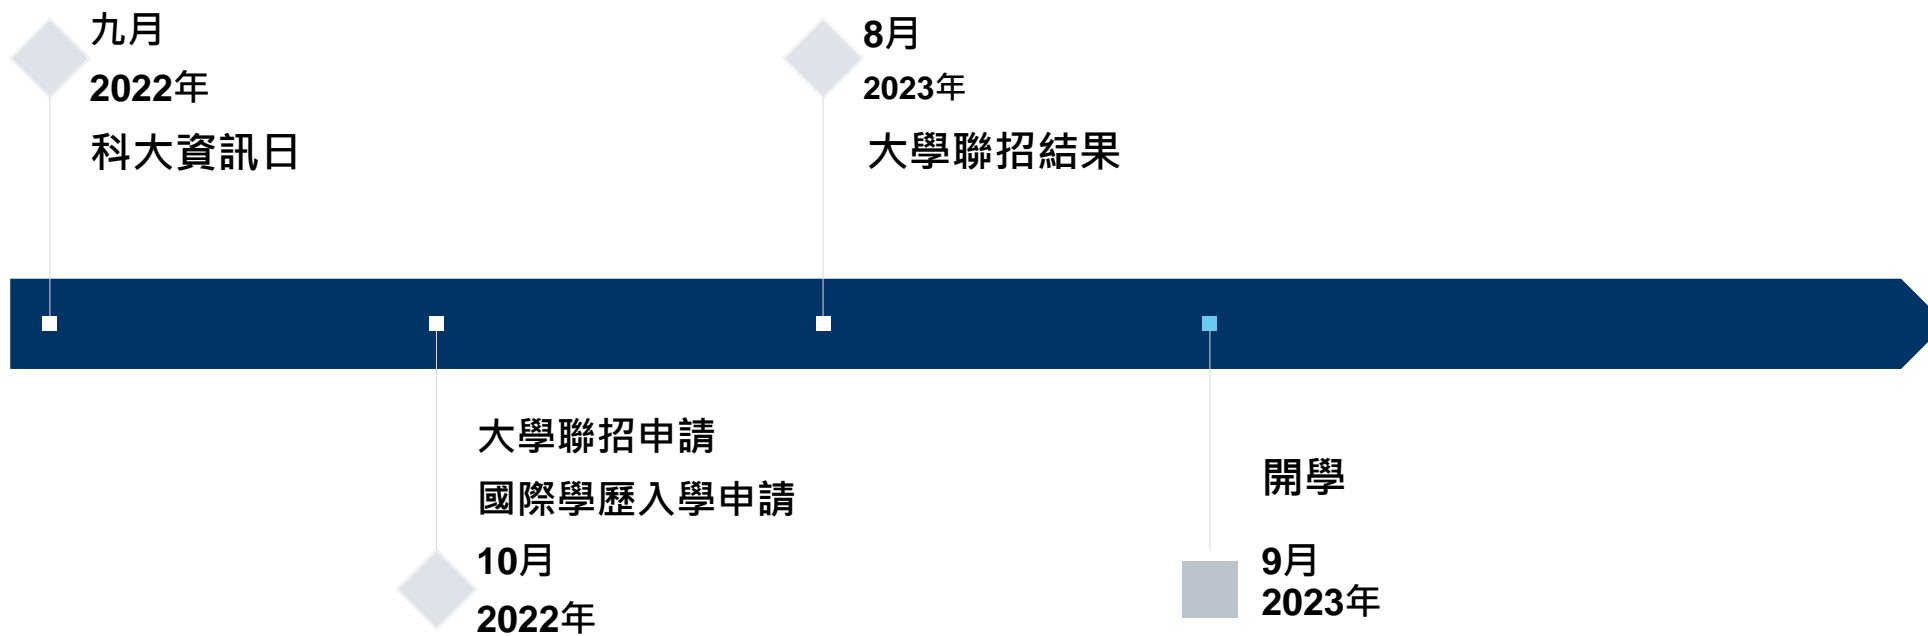 九月
2022年
科大資訊日
8月
2023年
大學聯招結果
大學聯招申請
國際學歷入學申請
10月
2022年
開學
9月
2023年